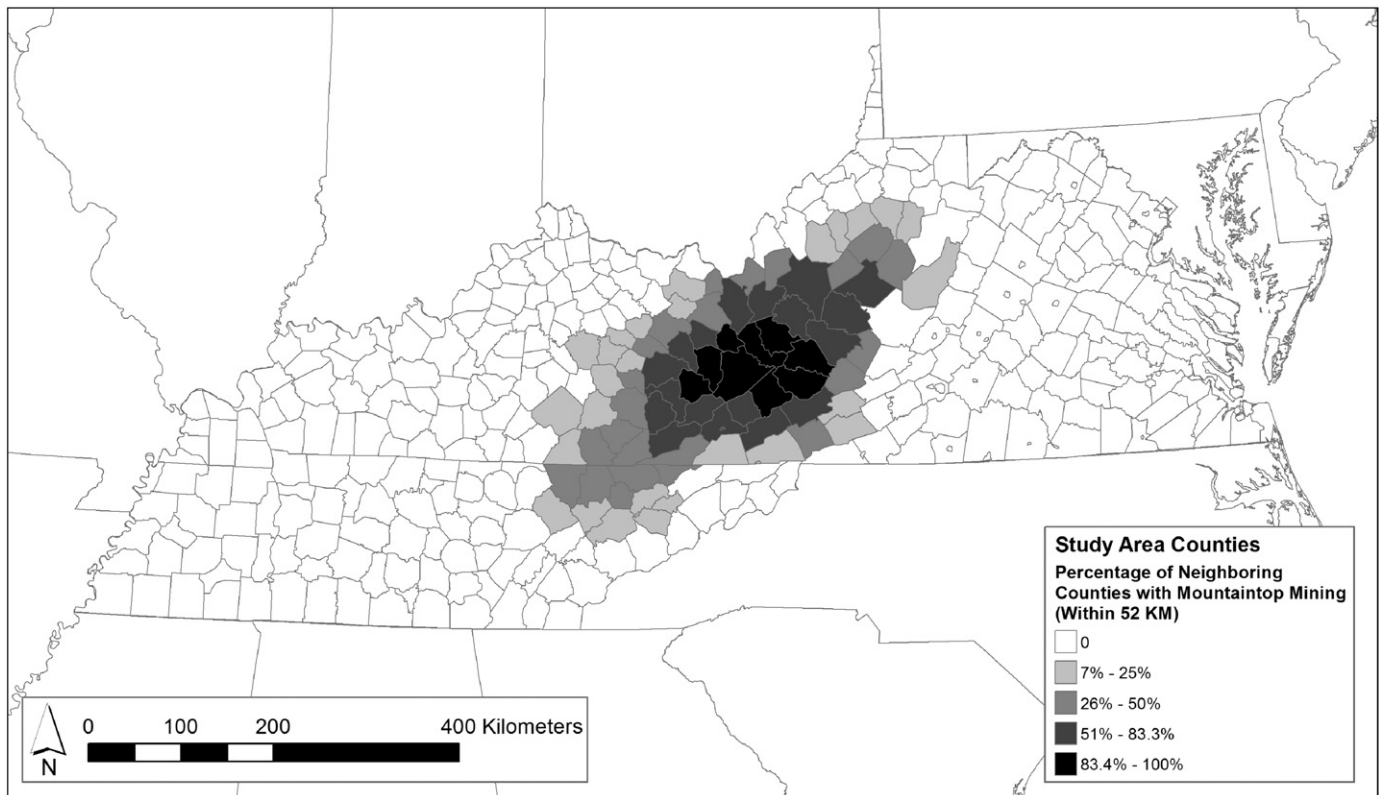 Study Area Counties
Percentage of Neighboring
Counties with Mountaintop Mining
(Within 52 KM)
0
7% - 25%
26% - 50%
51% - 83.3%
83.4% - 100%
0 100 200 400 Kilometers
N